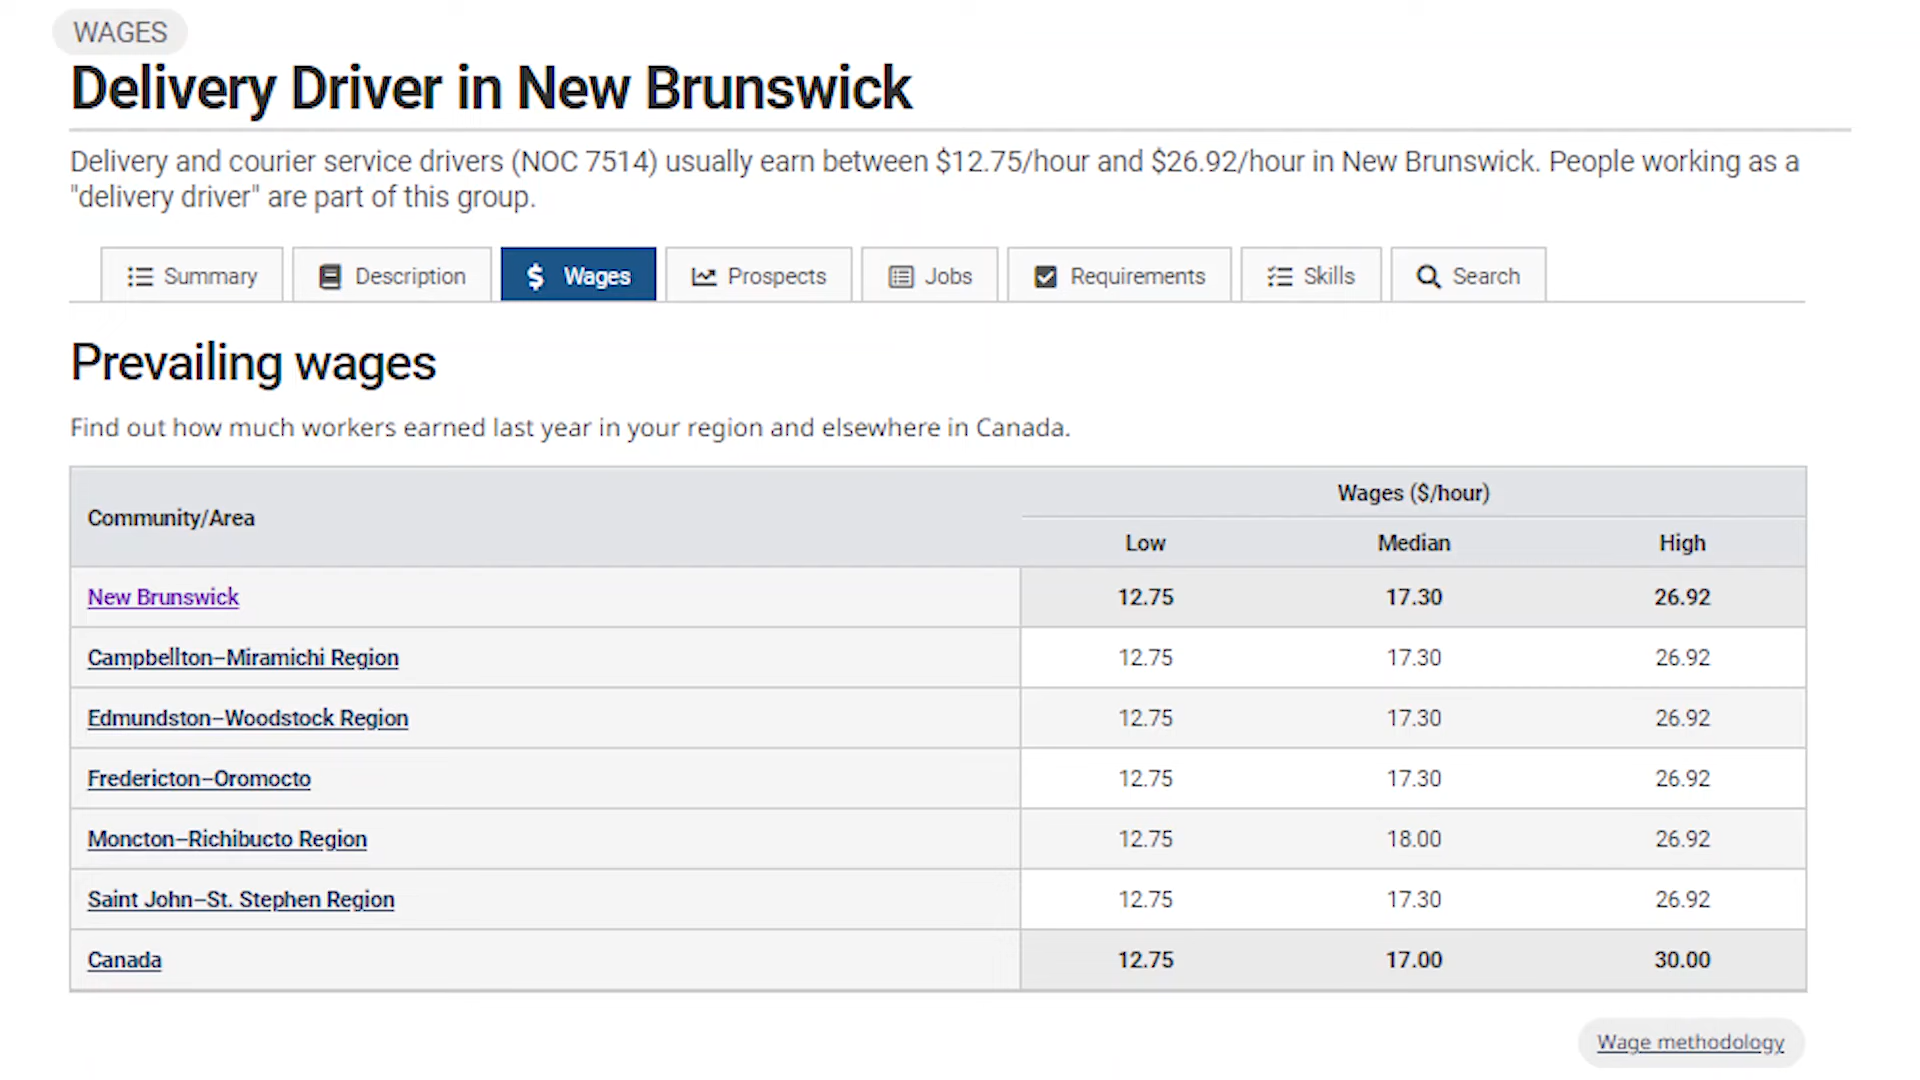 WAGES
Delivery Driver in New Brunswick
Delivery and courier service drivers (NOC 7514) usually earn between $12.75/hour and $26.92/hour in New Brunswick. People working as a
"delivery driver" are part of this group.
Summary Description $ Wages Prospects Jobs Requirements Skills Search
Prevailing wages
Find out how much workers earned last year in your region and elsewhere in Canada.
Community/Area Wages ($/hour)
Low Median High
New Brunswick 12.75 17.30 26.92
Campbellton–Miramichi Region 12.75 17.30 26.92
Edmundston–Woodstock Region 12.75 17.30 26.92
Fredericton–Oromocto 12.75 17.30 26.92
Moncton–Richibucto Region 12.75 18.00 26.92
Saint John–St. Stephen Region 12.75 17.30 26.92
Canada 12.75 17.00 30.00
Wage methodology